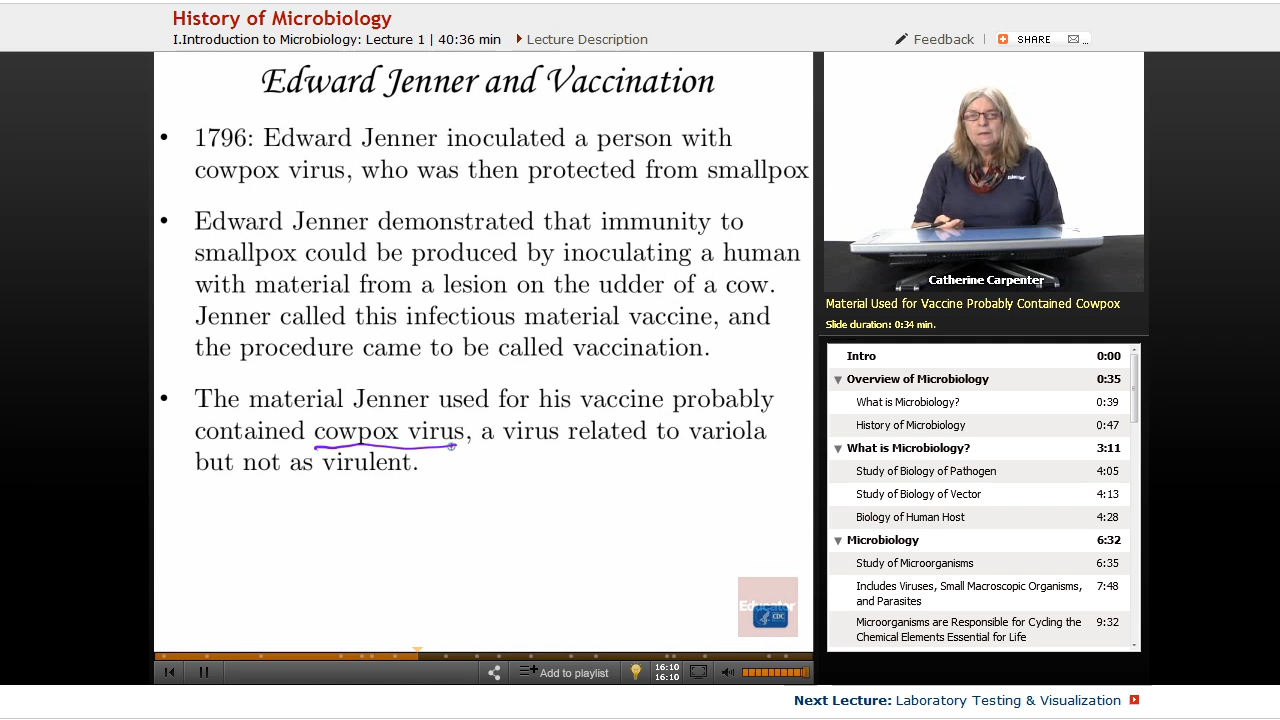 History of Microbiology
I.Introduction to Microbiology: Lecture 1 | 40:36 min
Lecture Description
Feedback
SHARE
...
Edward Jenner and Vaccination
• 1796: Edward Jenner inoculated a person with
cowpox virus, who was then protected from smallpox
• Edward Jenner demonstrated that immunity to
smallpox could be produced by inoculating a human
with material from a lesion on the udder of a cow.
Jenner called this infectious material vaccine, and
the procedure came to be called vaccination.
• The material Jenner used for his vaccine probably
contained cowpox virus, a virus related to variola
but not as virulent.
Educator
CDC
Educator
Catherine Carpenter
Material Used for Vaccine Probably Contained Cowpox
Slide duration: 0:34 min.
Intro 0:00
Overview of Microbiology 0:35
What is Microbiology? 0:39
History of Microbiology 0:47
What is Microbiology? 3:11
Study of Biology of Pathogen 4:05
Study of Biology of Vector 4:13
Biology of Human Host 4:28
Microbiology 6:32
Study of Microorganisms 6:35
Includes Viruses, Small Macroscopic Organisms, 7:48
and Parasites
Microorganisms are Responsible for Cycling the 9:32
Chemical Elements Essential for Life
Add to playlist
16:10
16:10
Next Lecture: Laboratory Testing & Visualization